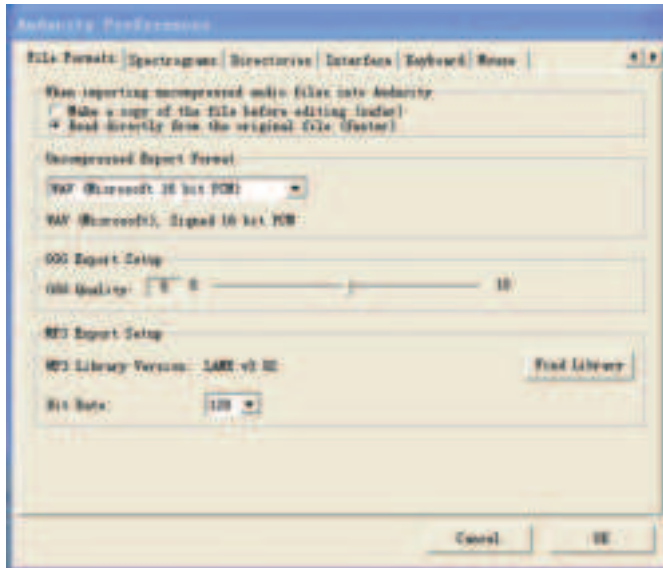 Audacity Preferences
File Formats Spectrograms Directories Interface Keyboard Mouse
When importing uncompressed audio files into Audacity
Make a copy of the file before editing (safer)
Read directly from the original file (faster)
Uncompressed Export Format
WAV (Microsoft 16 bit PCM)
WAV (Microsoft), Signed 16 bit PCM
OGG Export Setup
OGG Quality: 0 10
MP3 Export Setup
MP3 Library Version: LAME Find Library
Bit Rate: 128
Cancel OK